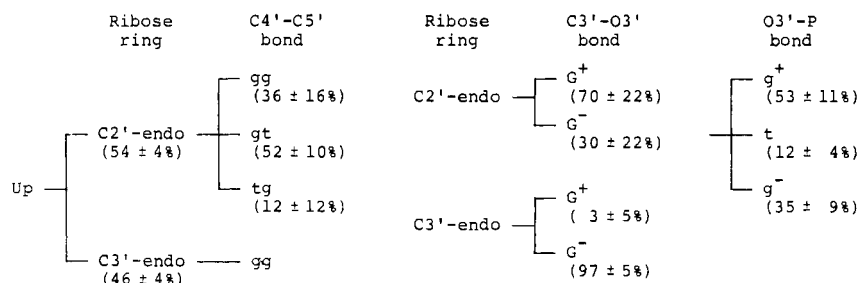 Ribose ring
C4'-C5' bond
Up
C2'-endo
(54 ± 4%)
gg
(36 ± 16%)
gt
(52 ± 10%)
tg
(12 ± 12%)
C3'-endo
(46 ± 4%)
gg
Ribose ring
C3'-O3' bond
C2'-endo
G+
(70 ± 22%)
G-
(30 ± 22%)
C3'-endo
G+
( 3 ± 5%)
G-
(97 ± 5%)
O3'-P bond
g+
(53 ± 11%)
t
(12 ± 4%)
g-
(35 ± 9%)